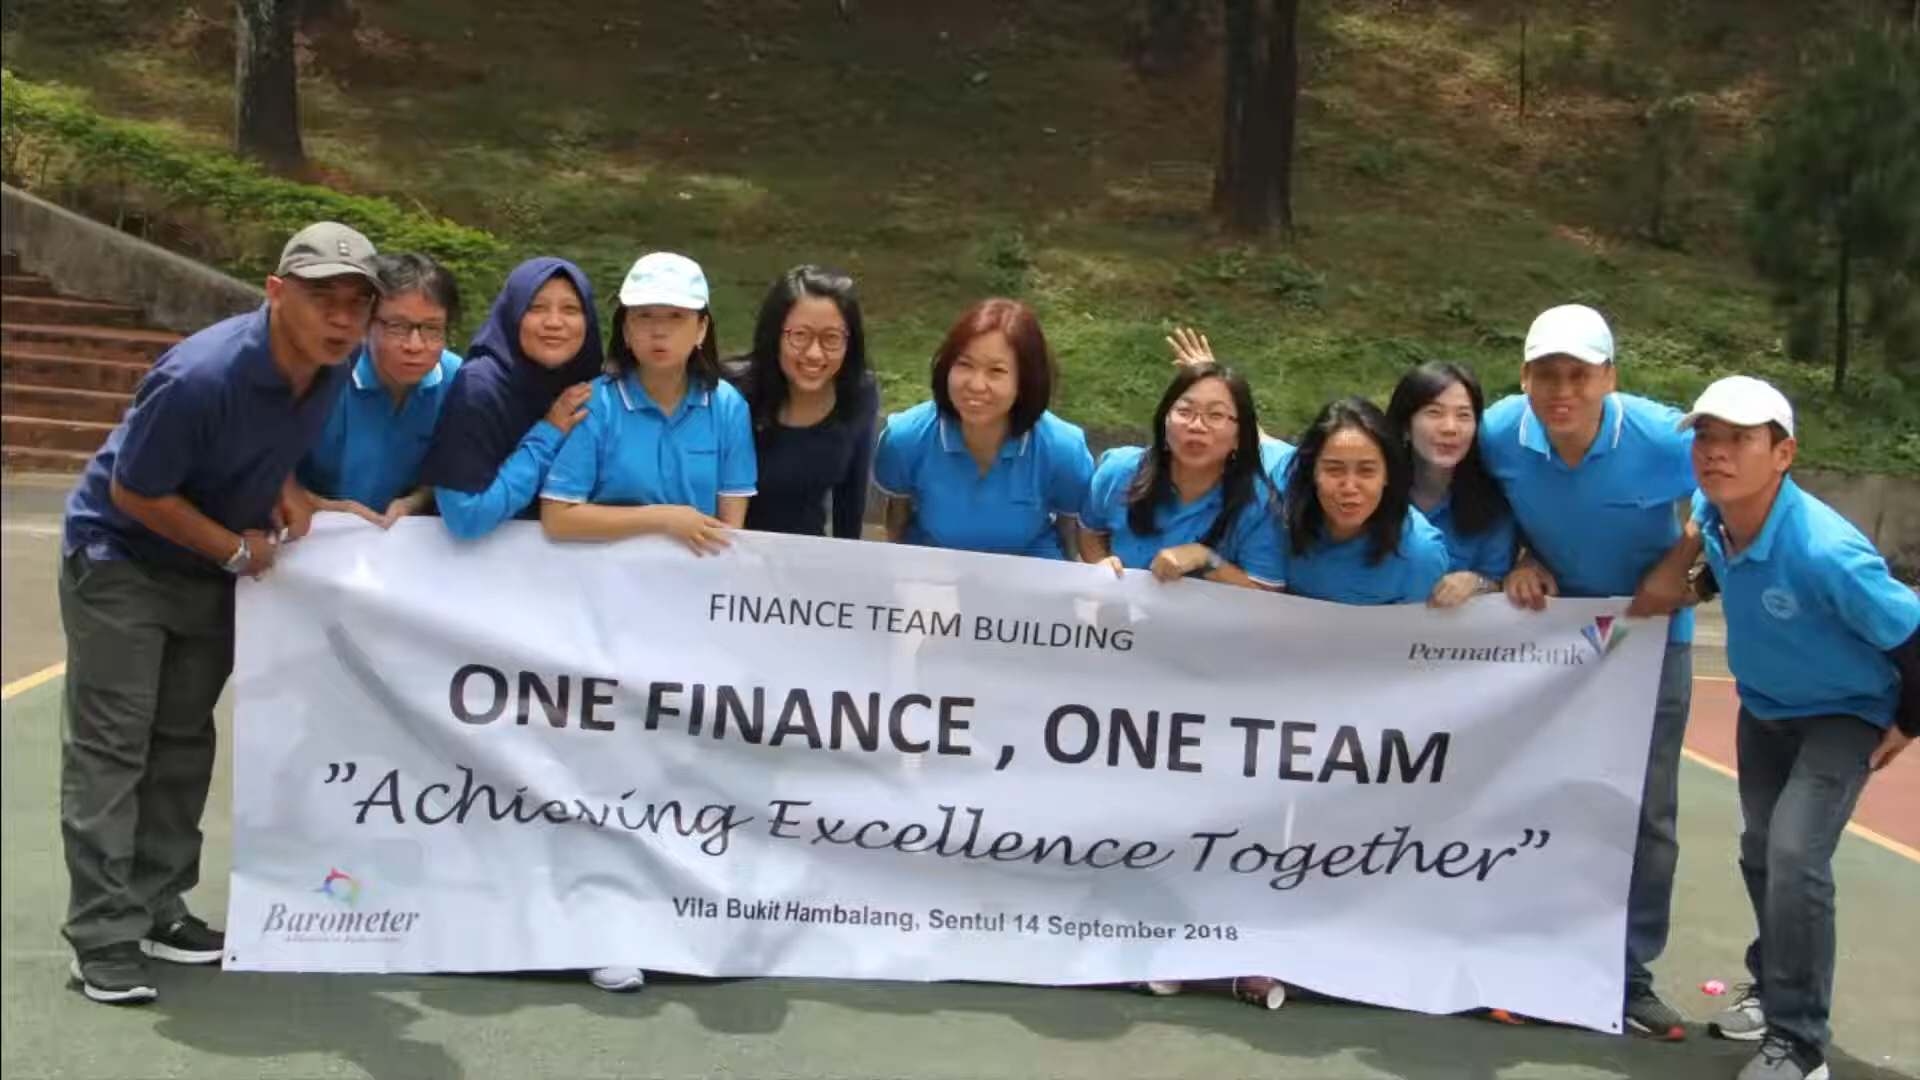 FINANCE TEAM BUILDING
PermataBank
ONE FINANCE , ONE TEAM
"Achieving Excellence Together"
Barometer
Vila Bukit Hambalang, Sentul 14 September 2018